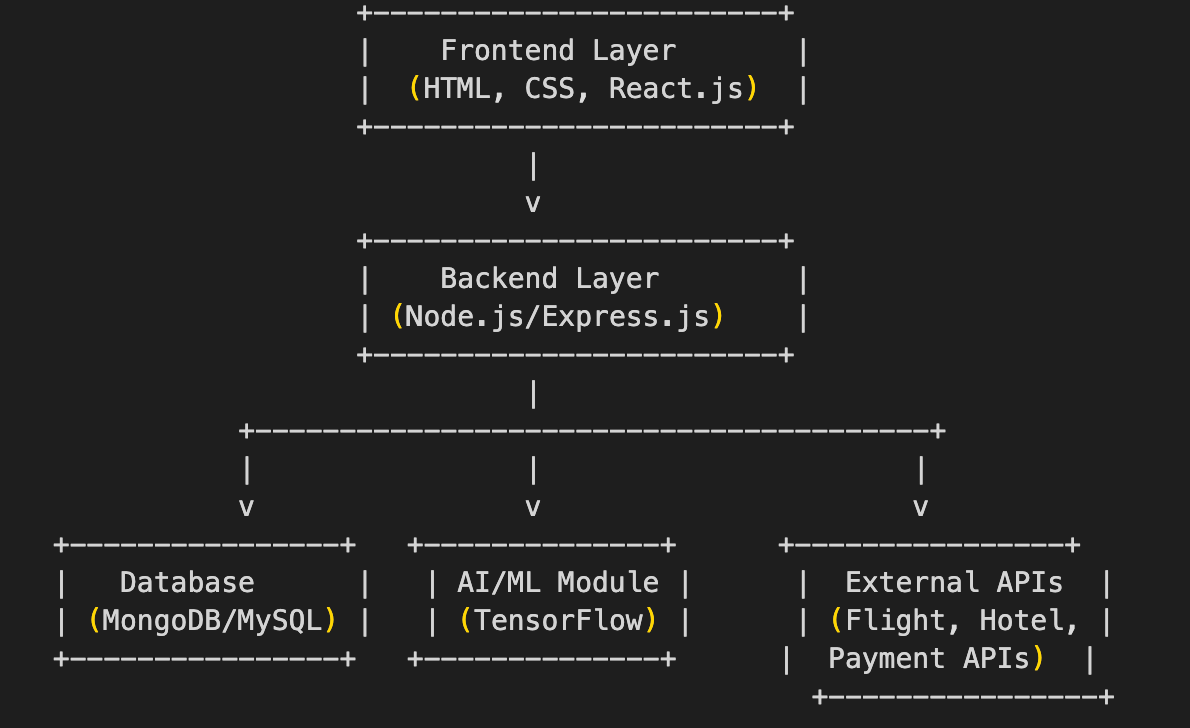 +------------------------+
|    Frontend Layer       |
|  (HTML, CSS, React.js)  |
+------------------------+
|
v
+------------------------+
|    Backend Layer        |
| (Node.js/Express.js)    |
+------------------------+
|
+----------------------------------------+
|                |                      |
v                v                      v
+----------------+   +--------------+      +----------------+
|   Database      |   | AI/ML Module |      |  External APIs  |
| (MongoDB/MySQL) |   | (TensorFlow) |      | (Flight, Hotel, |
+----------------+   +--------------+      |  Payment APIs)  |
+----------------+